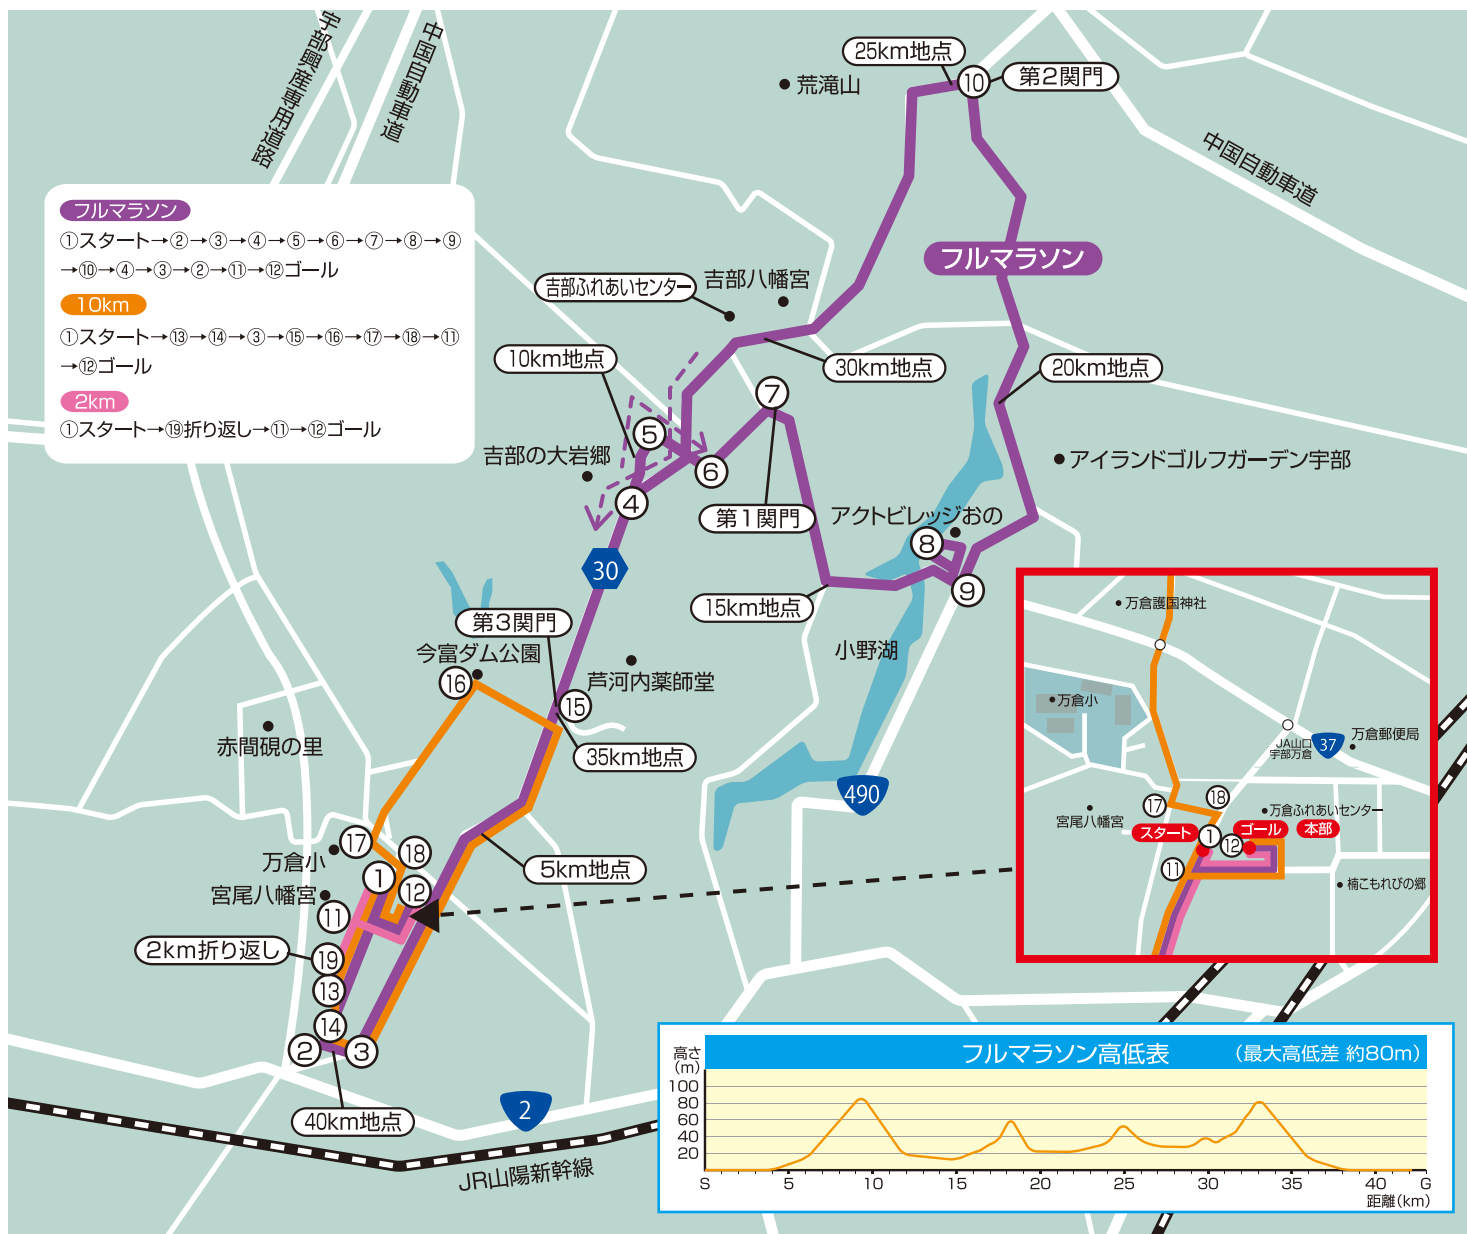 宇部興産専用道路
中国自動車道
25km地点
⑩
第2関門
荒滝山
中国自動車道
フルマラソン
①スタート→②→③→④→⑤→⑥→⑦→⑧→⑨
→⑩→④→③→②→⑪→⑫ゴール
10km
①スタート→⑬→⑭→③→⑮→⑯→⑰→⑱→⑪
→⑫ゴール
2km
①スタート→⑲折り返し→⑪→⑫ゴール
フルマラソン
吉部八幡宮
吉部ふれあいセンター
10km地点
30km地点
20km地点
⑦
⑤
⑥
吉部の大岩郷
④
アイランドゴルフガーデン宇部
第1関門
アクトビレッジおの
⑧
30
⑨
15km地点
第3関門
小野湖
今富ダム公園
⑯
芦河内薬師堂
⑮
赤間硯の里
35km地点
490
⑰
⑱
万倉小
5km地点
①
⑫
宮尾八幡宮
⑪
2km折り返し
⑲
⑬
⑭
②
③
40km地点
2
JR山陽新幹線
万倉護国神社
万倉小
JA山口
宇部万倉
37
万倉郵便局
⑰
⑱
宮尾八幡宮
万倉ふれあいセンター
スタート
①
ゴール
本部
⑫
⑪
楠こもれびの郷
フルマラソン高低表
(最大高低差 約80m)
高さ
(m)
100
80
60
40
20
S 5 10 15 20 25 30 35 40 G
距離(km)